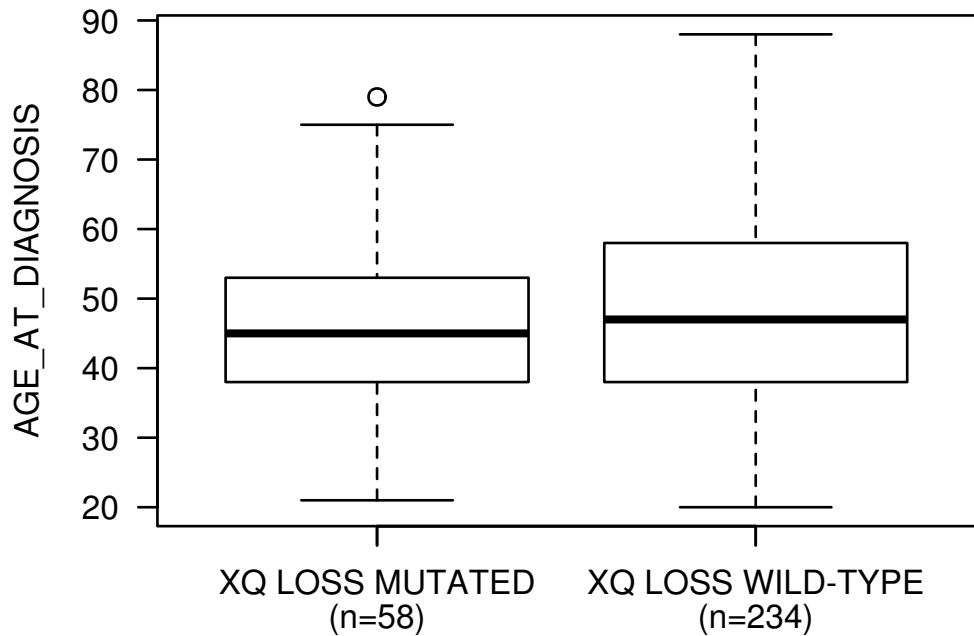 AGE_AT_DIAGNOSIS
90
80
70
60
50
40
30
20
XQ LOSS MUTATED
(n=58)
XQ LOSS WILD-TYPE
(n=234)